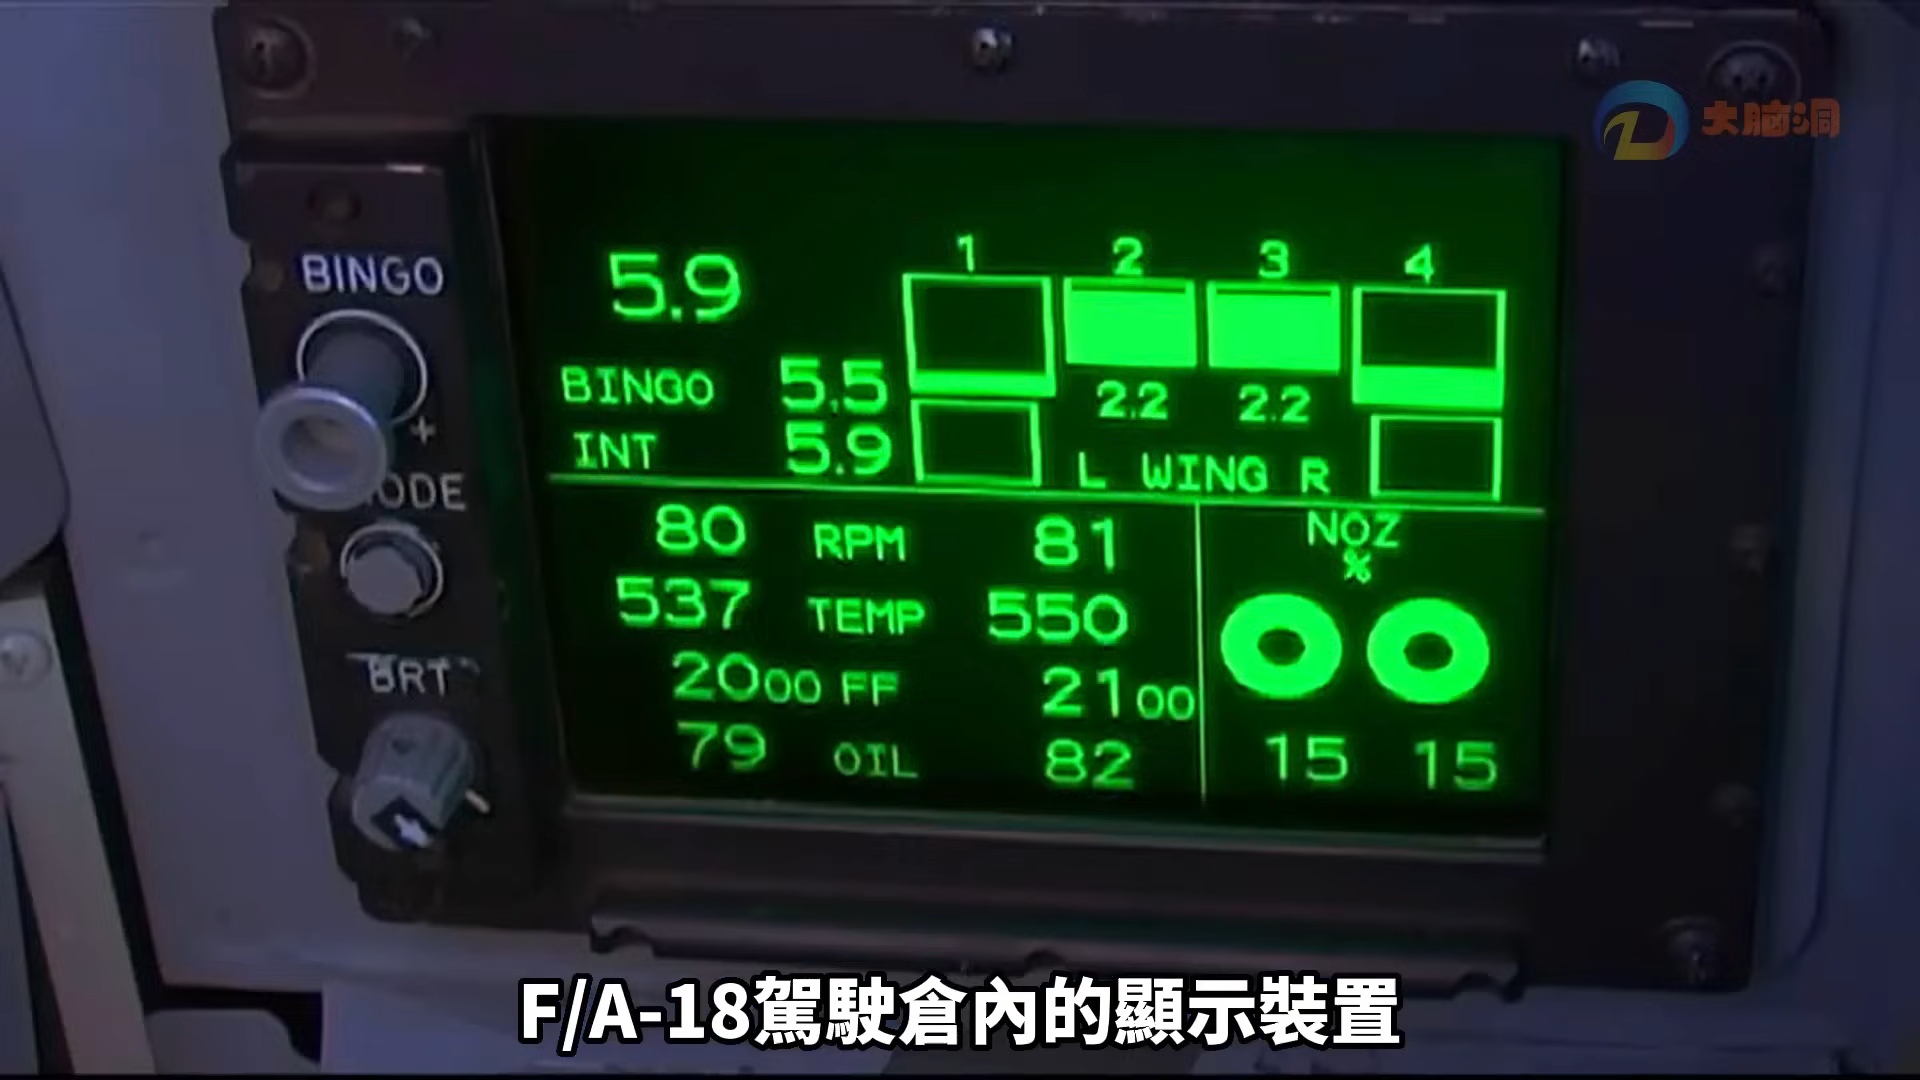 大脑洞
BINGO
+
ODE
BRT
1 2 3 4
5.9
BINGO 5.5
2.2 2.2
INT 5.9
L WING R
80 RPM 81
537 TEMP 550
2000 FF 2100
79 OIL 82
NOZ
%
15 15
F/A-18駕駛倉內的顯示裝置